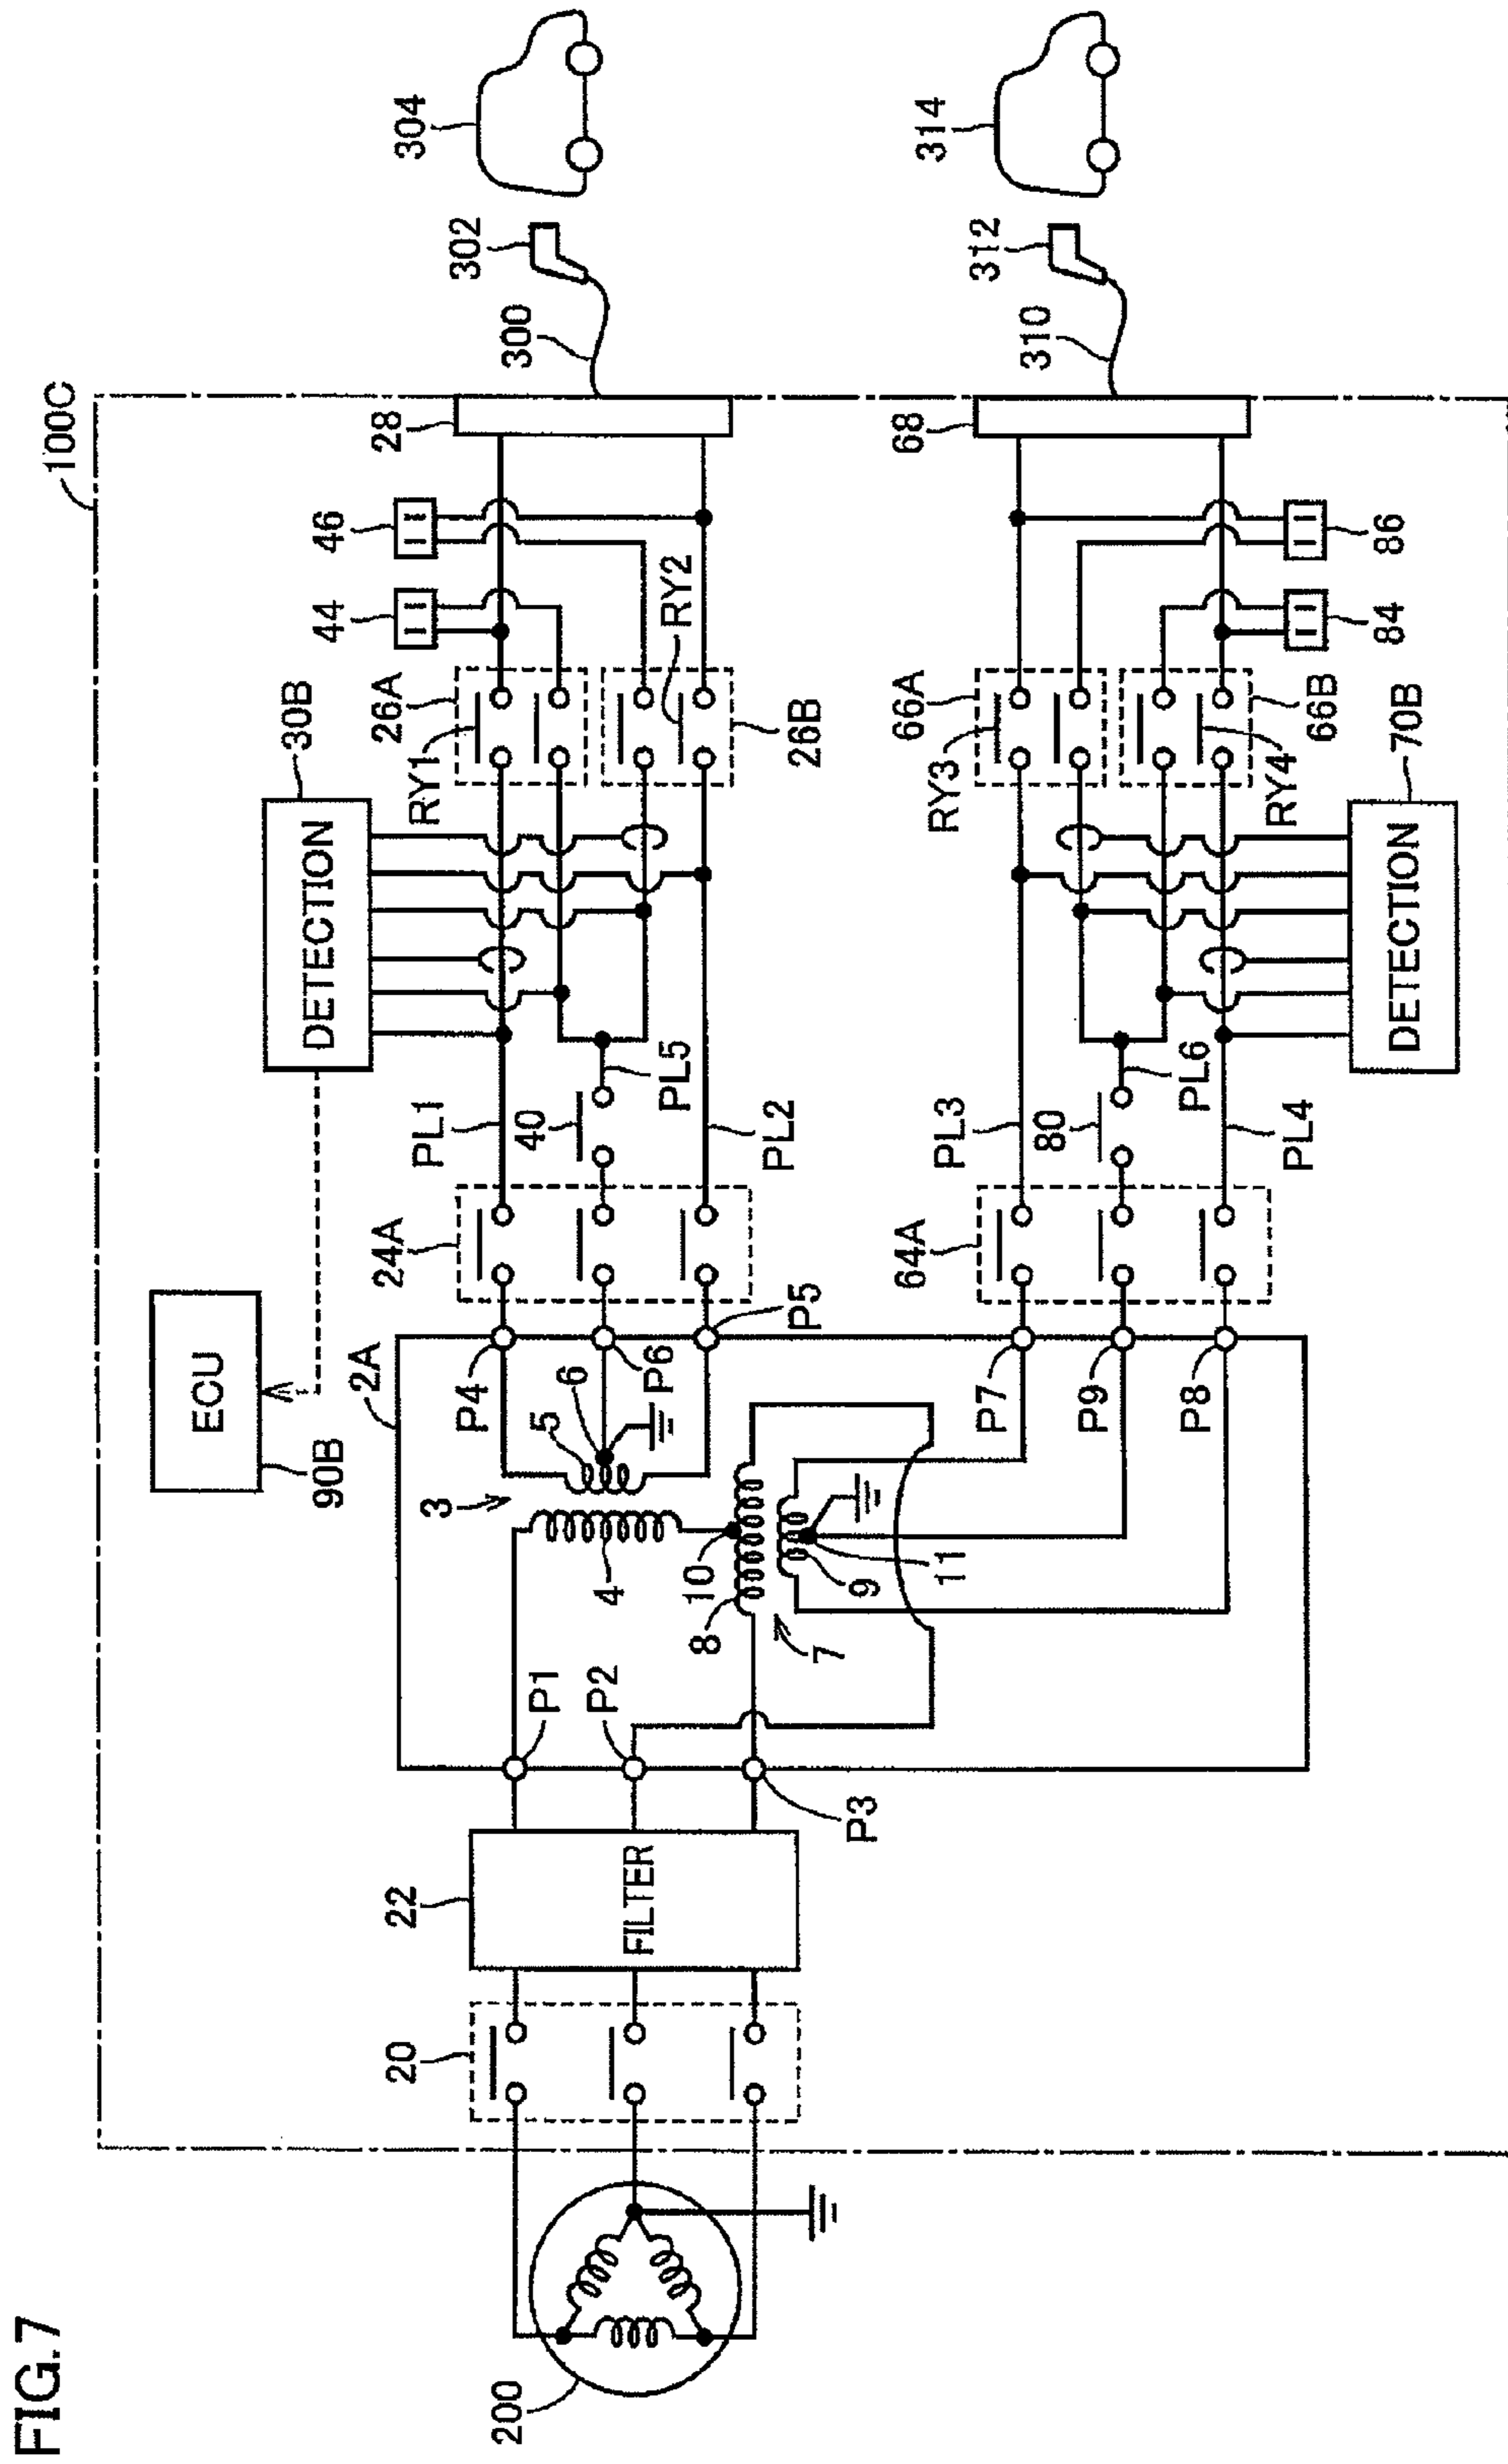 FIG.7
100C
304
302
300
28
314
312
310
68
46
44
RY2
26A
30B
RY1
26B
DETECTION
86
84
66A
66B
RY3
RY4
70B
DETECTION
PL1
PL5
40
PL2
24A
PL3
PL6
80
PL4
64A
ECU
90B
2A
P4
P6
P5
6
5
3
4
10
8
7
9
11
P7
P9
P8
P1
P2
P3
22
FILTER
20
200